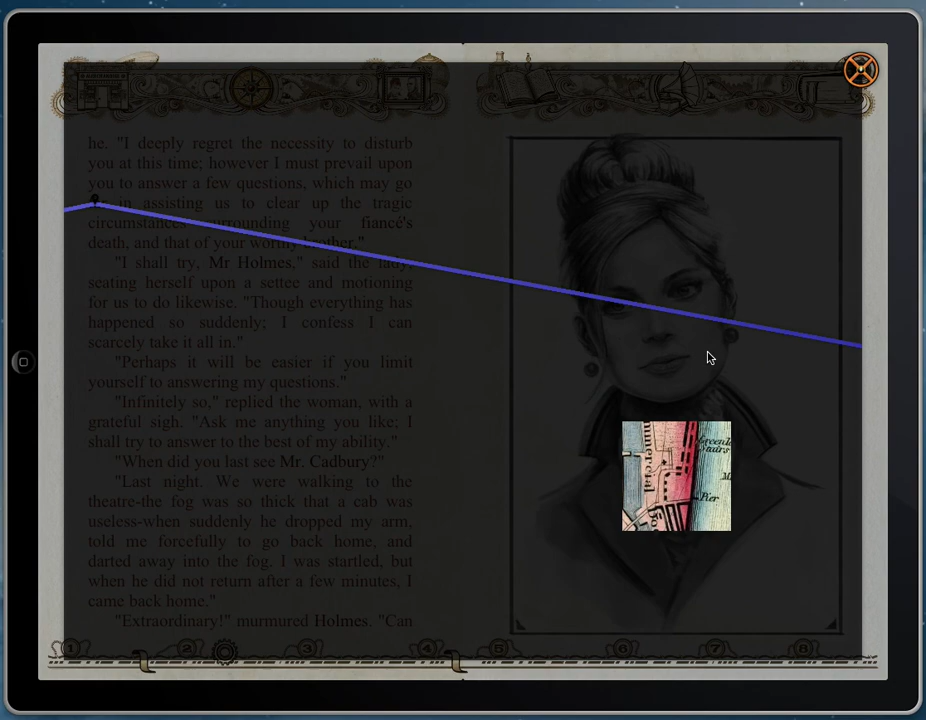 he. "I deeply regret the necessity to disturb
you at this time; however I must prevail upon
you to answer a few questions, which may go
in assisting us to clear up the tragic
circumstances surrounding your fiancé's
death, and that of your worthy brother."
"I shall try, Mr Holmes," said the lady,
seating herself upon a settee and motioning
for us to do likewise. "Though everything has
happened so suddenly; I confess I can
scarcely take it all in."
"Perhaps it will be easier if you limit
yourself to answering my questions."
"Infinitely so," replied the woman, with a
grateful sigh. "Ask me anything you like; I
shall try to answer to the best of my ability."
"When did you last see Mr. Cadbury?"
"Last night. We were walking to the
theatre-the fog was so thick that a cab was
useless-when suddenly he dropped my arm,
told me forcefully to go back home, and
darted away into the fog. I was startled, but
when he did not return after a few minutes, I
came back home."
"Extraordinary!" murmured Holmes. "Can
Stairs
Pier
1 2 3 4 5 6 7 8